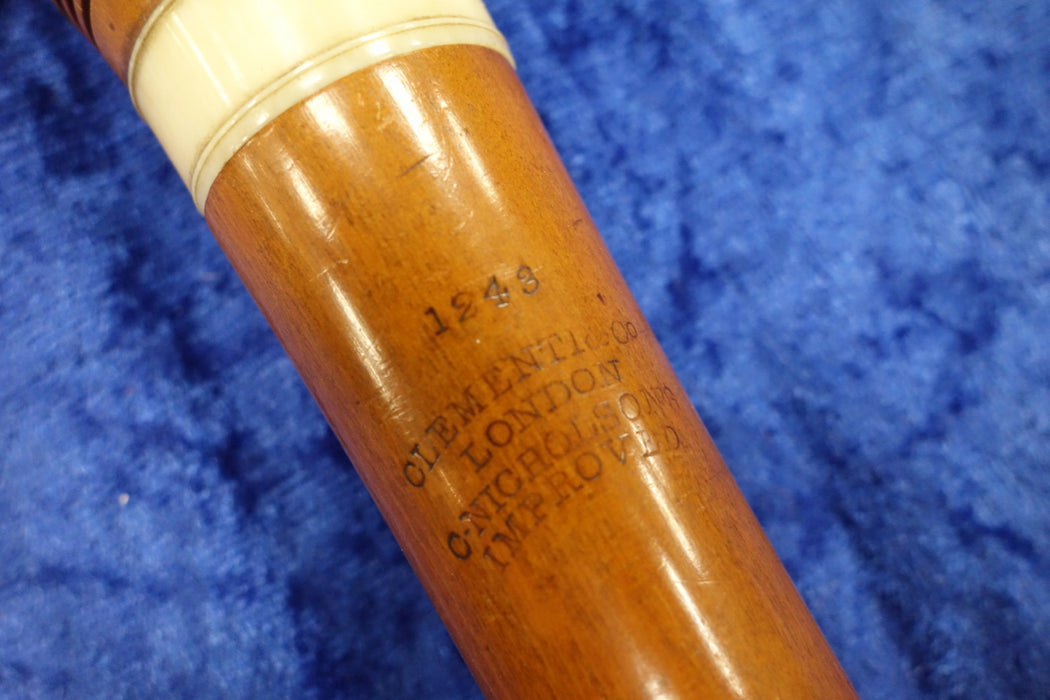 1243
CLEMENTI & Co
LONDON
C·NICHOLSON'S
IMPROVED